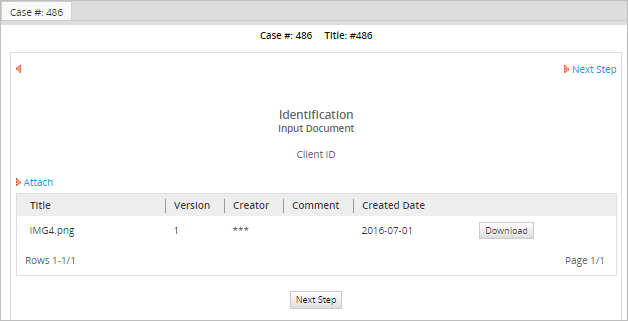 Case #: 486
Case #: 486 Title: #486
Next Step
Identification
Input Document
Client ID
Attach
Title Version Creator Comment Created Date
IMG4.png 1 *** 2016-07-01 Download
Rows 1-1/1 Page 1/1
Next Step